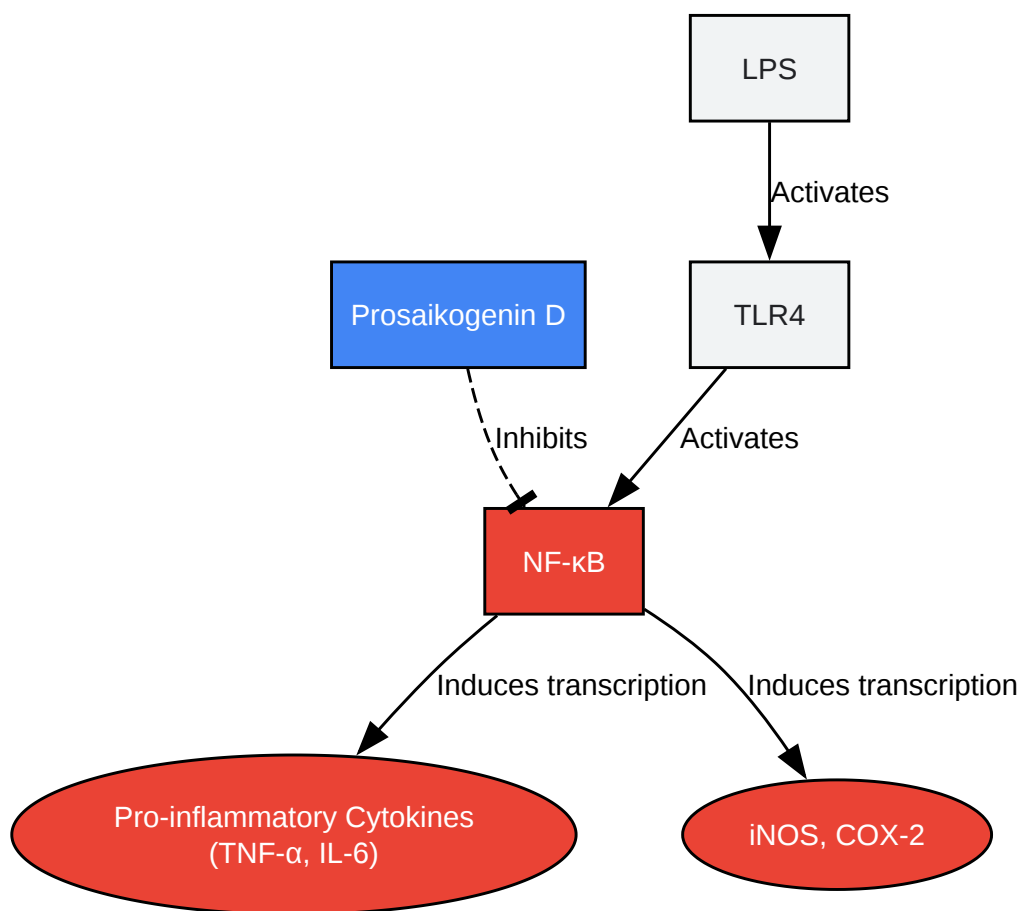 LPS
Activates
Prosaikogenin D
TLR4
Inhibits
Activates
NF-κB
Induces transcription
Induces transcription
Pro-inflammatory Cytokines
(TNF-α, IL-6)
iNOS, COX-2